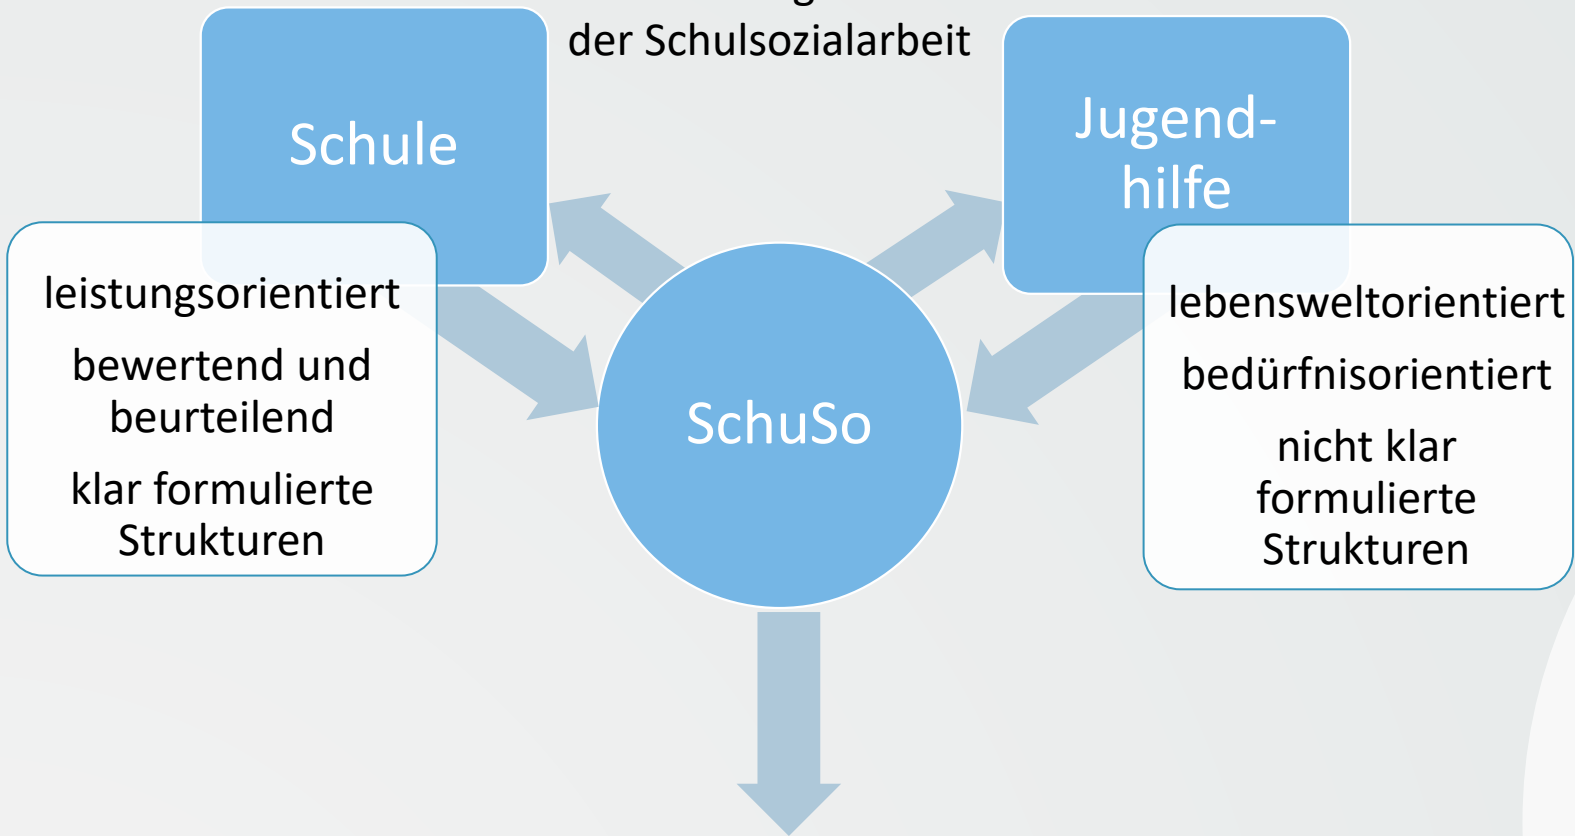 der Schulsozialarbeit
Schule
Jugend-
hilfe
leistungsorientiert
bewertend und
beurteilend
klar formulierte
Strukturen
SchuSo
lebensweltorientiert
bedürfnisorientiert
nicht klar
formulierte
Strukturen